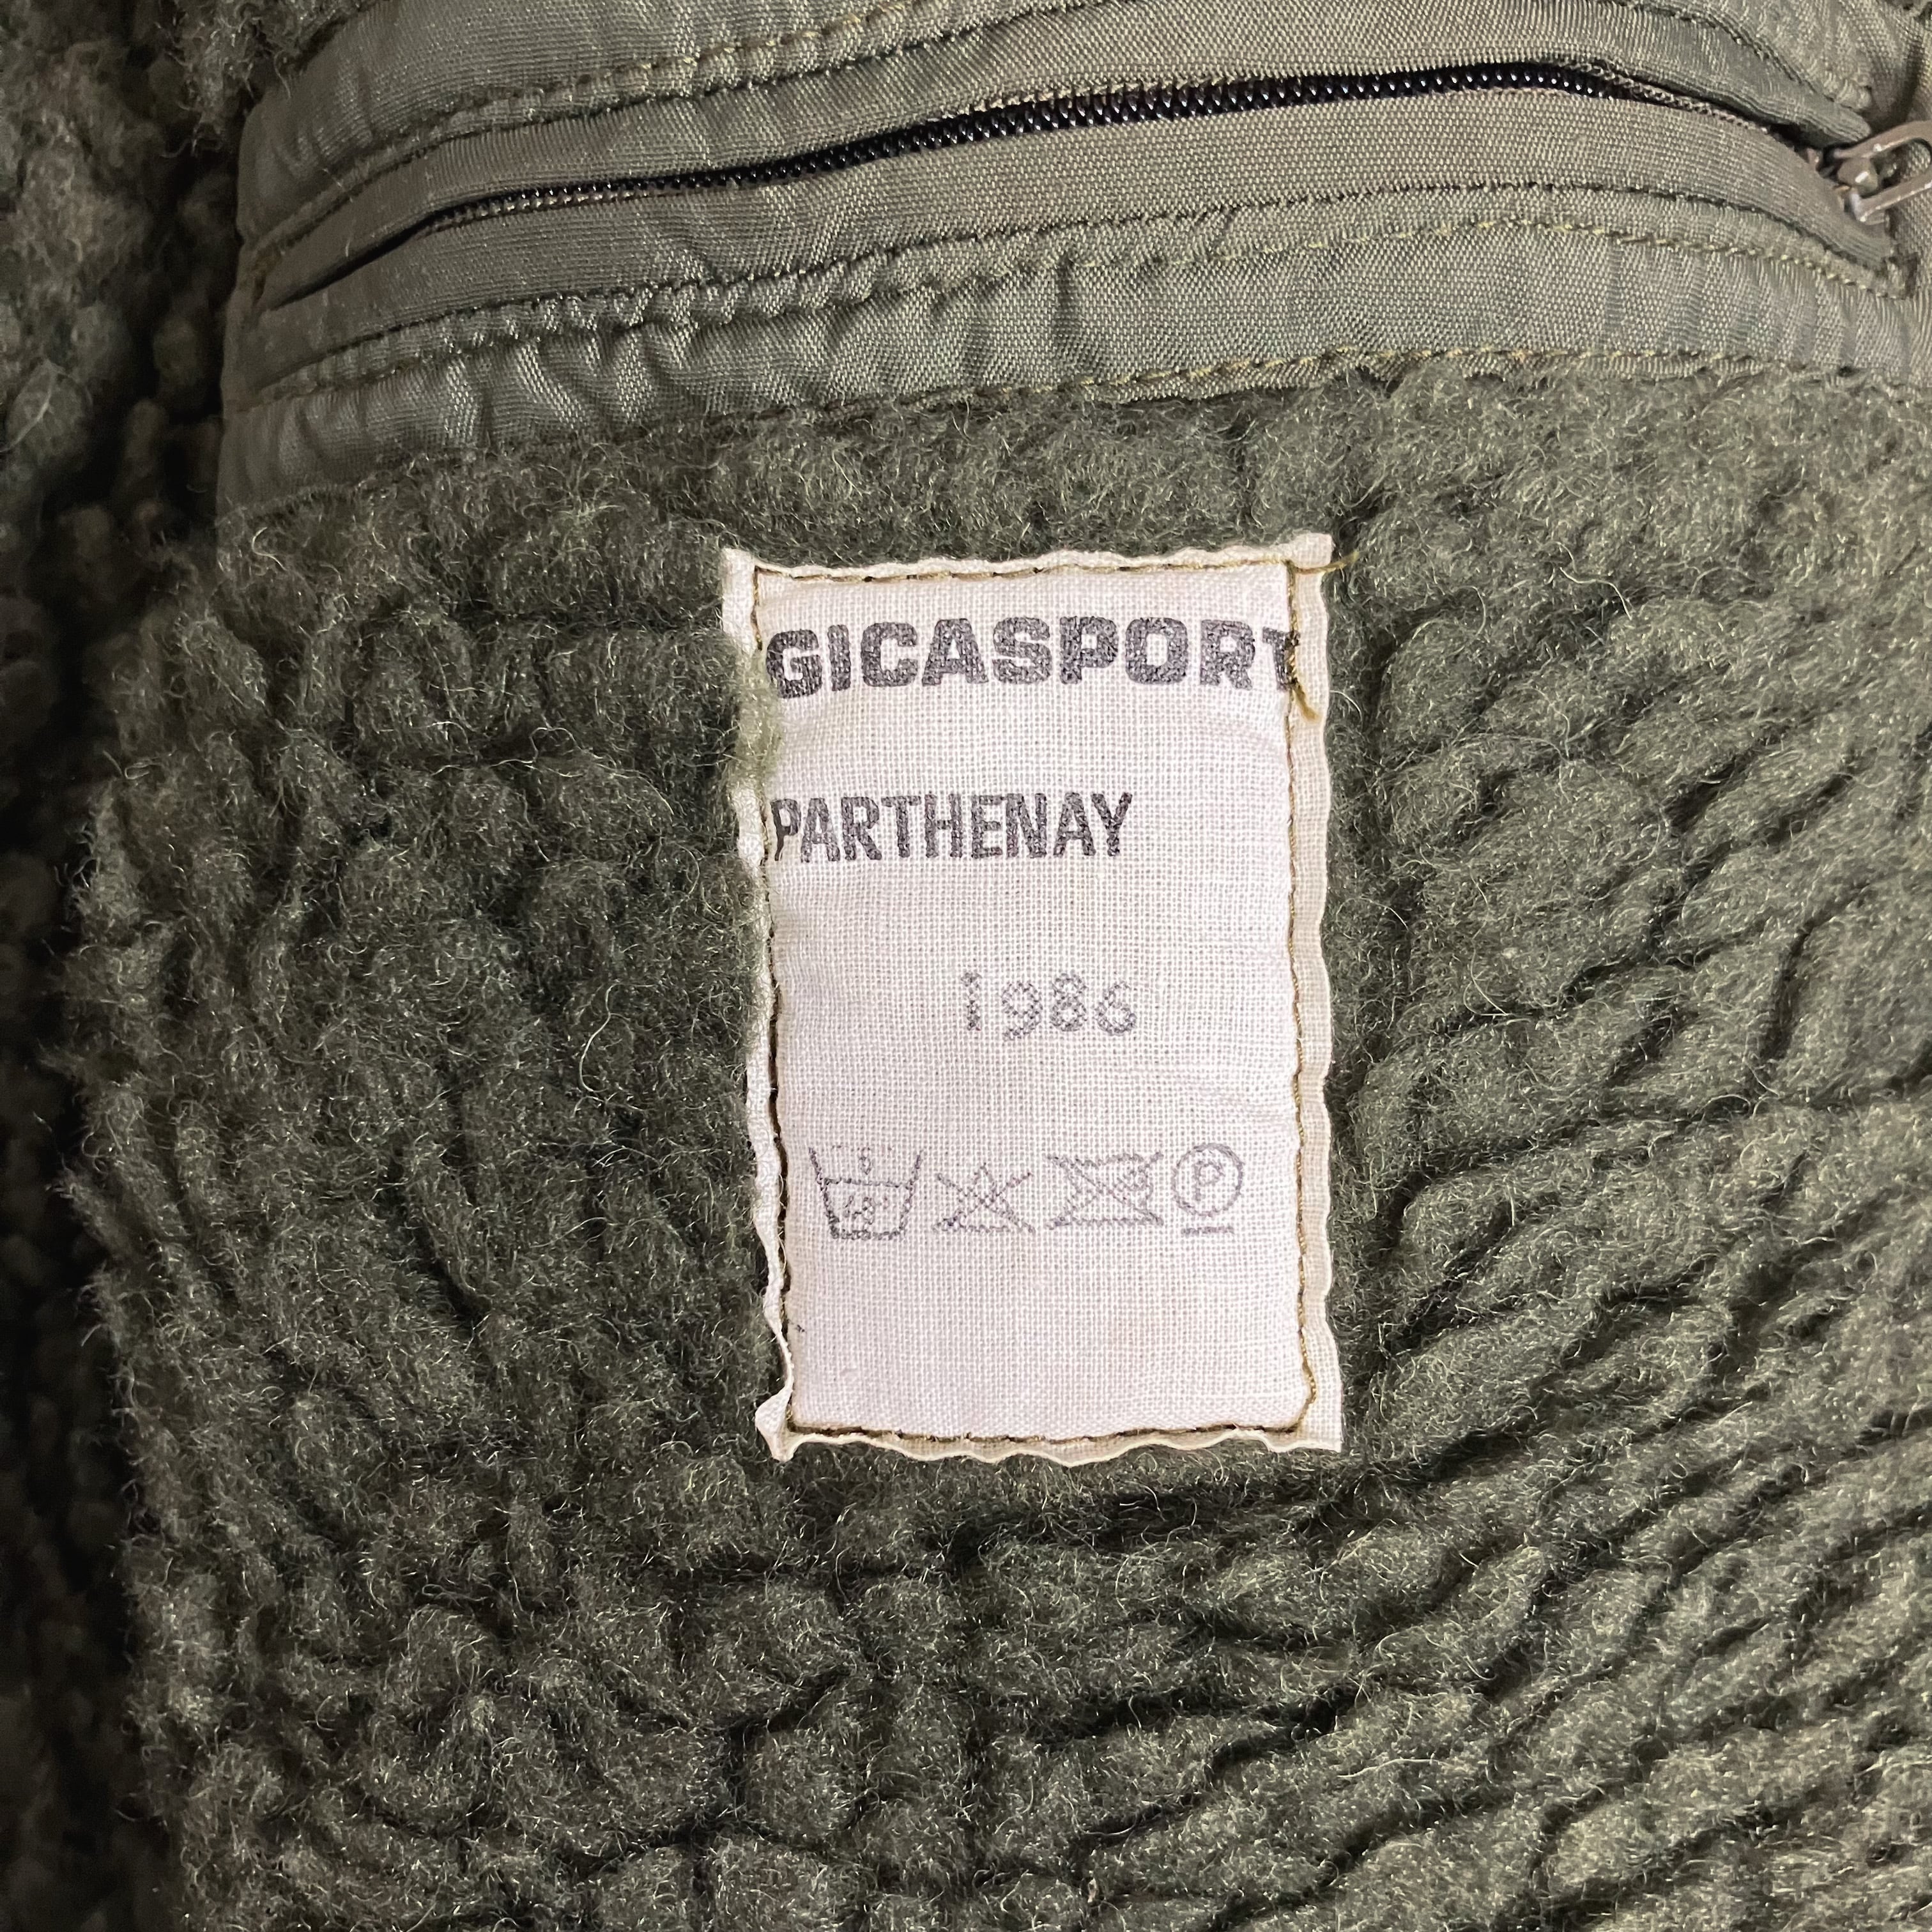 GICASPORT
PARTHENAY
1986
P